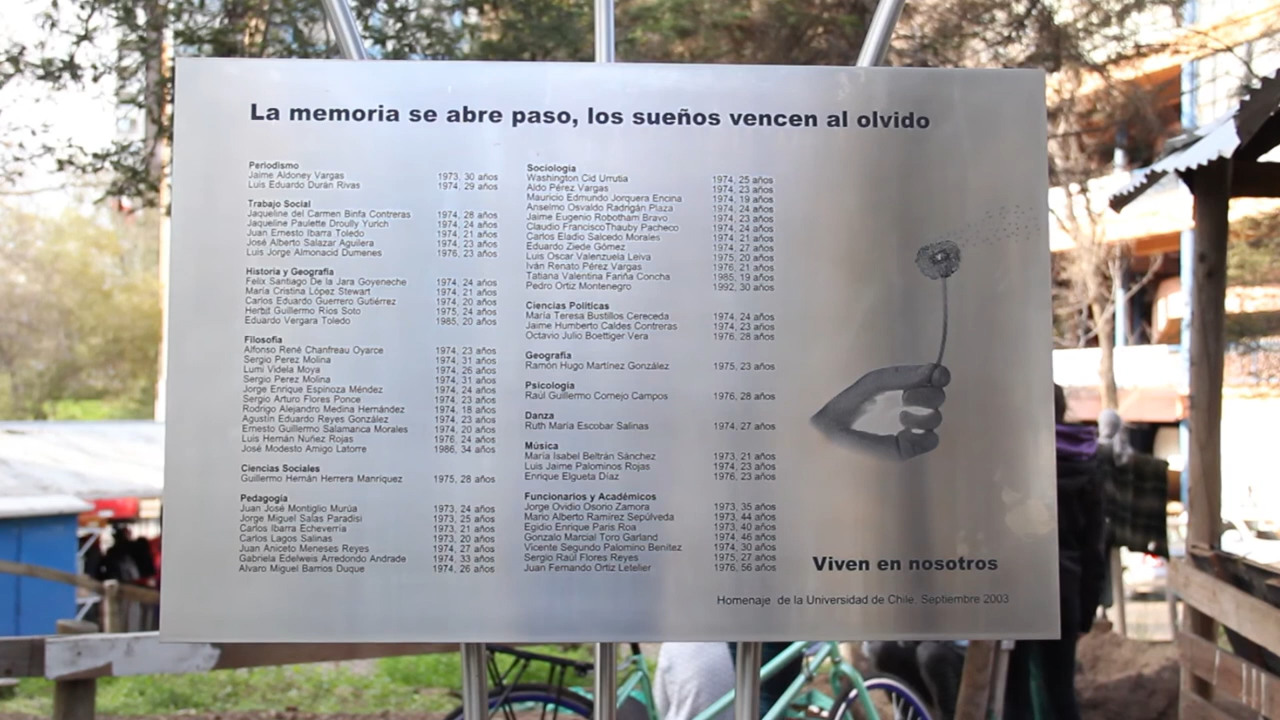 La memoria se abre paso, los sueños vencen al olvido
Periodismo
Jaime Aldoney Vargas 1973, 30 años
Luis Eduardo Durán Rivas 1974, 29 años
Trabajo Social
Jaqueline del Carmen Binfa Contreras 1974, 28 años
Jaqueline Paulette Droully Yurich 1974, 24 años
Juan Ernesto Ibarra Toledo 1974, 21 años
José Alberto Salazar Aguilera 1974, 23 años
Luis Jorge Almonacid Dumenes 1976, 23 años
Historia y Geografía
Felix Santiago De la Jara Goyeneche 1974, 24 años
María Cristina López Stewart 1974, 21 años
Carlos Eduardo Guerrero Gutiérrez 1974, 20 años
Herbit Guillermo Ríos Soto 1975, 24 años
Eduardo Vergara Toledo 1985, 20 años
Filosofía
Alfonso René Chanfreau Oyarce 1974, 23 años
Sergio Perez Molina 1974, 31 años
Lumi Videla Moya 1974, 26 años
Sergio Perez Molina 1974, 31 años
Jorge Enrique Espinoza Méndez 1974, 24 años
Sergio Arturo Flores Ponce 1974, 23 años
Rodrigo Alejandro Medina Hernández 1974, 18 años
Agustín Eduardo Reyes González 1974, 23 años
Ernesto Guillermo Salamanca Morales 1974, 20 años
Luis Hernán Nuñez Rojas 1976, 24 años
José Modesto Amigo Latorre 1986, 34 años
Ciencias Sociales
Guillermo Hernán Herrera Manriquez 1975, 28 años
Pedagogía
Juan José Montiglio Murúa 1973, 24 años
Jorge Miguel Salas Paradisi 1973, 25 años
Carlos Ibarra Echeverría 1973, 21 años
Carlos Lagos Salinas 1973, 20 años
Juan Aniceto Meneses Reyes 1974, 27 años
Gabriela Edelweis Arredondo Andrade 1974, 33 años
Alvaro Miguel Barrios Duque 1974, 26 años
Sociología
Washington Cid Urrutia 1974, 25 años
Aldo Pérez Vargas 1974, 23 años
Mauricio Edmundo Jorquera Encina 1974, 19 años
Anselmo Osvaldo Radrigán Plaza 1974, 24 años
Jaime Eugenio Robotham Bravo 1974, 23 años
Claudio FranciscoThauby Pacheco 1974, 24 años
Carlos Eladio Salcedo Morales 1974, 21 años
Eduardo Ziede Gómez 1974, 27 años
Luis Oscar Valenzuela Leiva 1975, 20 años
Iván Renato Pérez Vargas 1976, 21 años
Tatiana Valentina Fariña Concha 1985, 19 años
Pedro Ortiz Montenegro 1992, 30 años
Ciencias Políticas
María Teresa Bustillos Cereceda 1974, 24 años
Jaime Humberto Caldes Contreras 1974, 23 años
Octavio Julio Boettiger Vera 1976, 28 años
Geografía
Ramón Hugo Martínez González 1975, 23 años
Psicología
Raúl Guillermo Cornejo Campos 1976, 28 años
Danza
Ruth María Escobar Salinas 1974, 27 años
Música
María Isabel Beltrán Sánchez 1973, 21 años
Luis Jaime Palominos Rojas 1974, 23 años
Enrique Elgueta Díaz 1976, 23 años
Funcionarios y Académicos
Jorge Ovidio Osorio Zamora 1973, 35 años
Mario Alberto Ramírez Sepúlveda 1973, 44 años
Egidio Enrique Paris Roa 1973, 40 años
Gonzalo Marcial Toro Garland 1974, 46 años
Vicente Segundo Palomino Benitez 1974, 30 años
Sergio Raúl Flores Reyes 1975, 27 años
Juan Fernando Ortiz Letelier 1976, 56 años
Viven en nosotros
Homenaje de la Universidad de Chile. Septiembre 2003